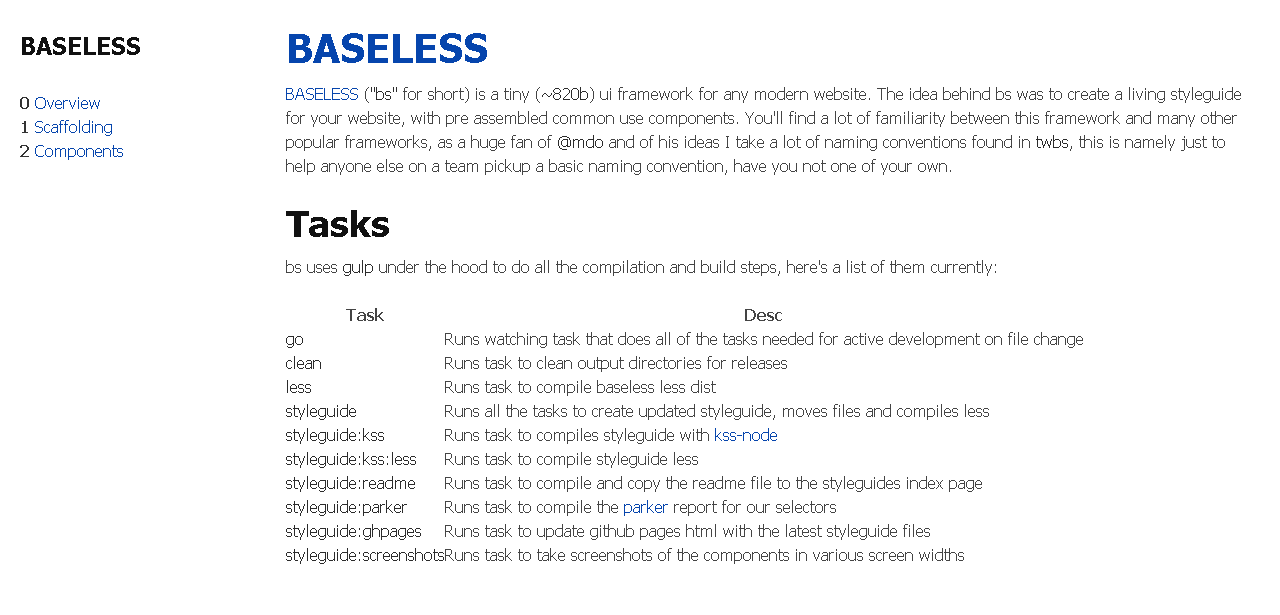 BASELESS
0 Overview
1 Scaffolding
2 Components
BASELESS
BASELESS ("bs" for short) is a tiny (~820b) ui framework for any modern website. The idea behind bs was to create a living styleguide
for your website, with pre assembled common use components. You'll find a lot of familiarity between this framework and many other
popular frameworks, as a huge fan of @mdo and of his ideas I take a lot of naming conventions found in twbs, this is namely just to
help anyone else on a team pickup a basic naming convention, have you not one of your own.
Tasks
bs uses gulp under the hood to do all the compilation and build steps, here's a list of them currently:
Task Desc
go Runs watching task that does all of the tasks needed for active development on file change
clean Runs task to clean output directories for releases
less Runs task to compile baseless less dist
styleguide Runs all the tasks to create updated styleguide, moves files and compiles less
styleguide:kss Runs task to compiles styleguide with kss-node
styleguide:kss:less Runs task to compile styleguide less
styleguide:readme Runs task to compile and copy the readme file to the styleguides index page
styleguide:parker Runs task to compile the parker report for our selectors
styleguide:ghpages Runs task to update github pages html with the latest styleguide files
styleguide:screenshots Runs task to take screenshots of the components in various screen widths